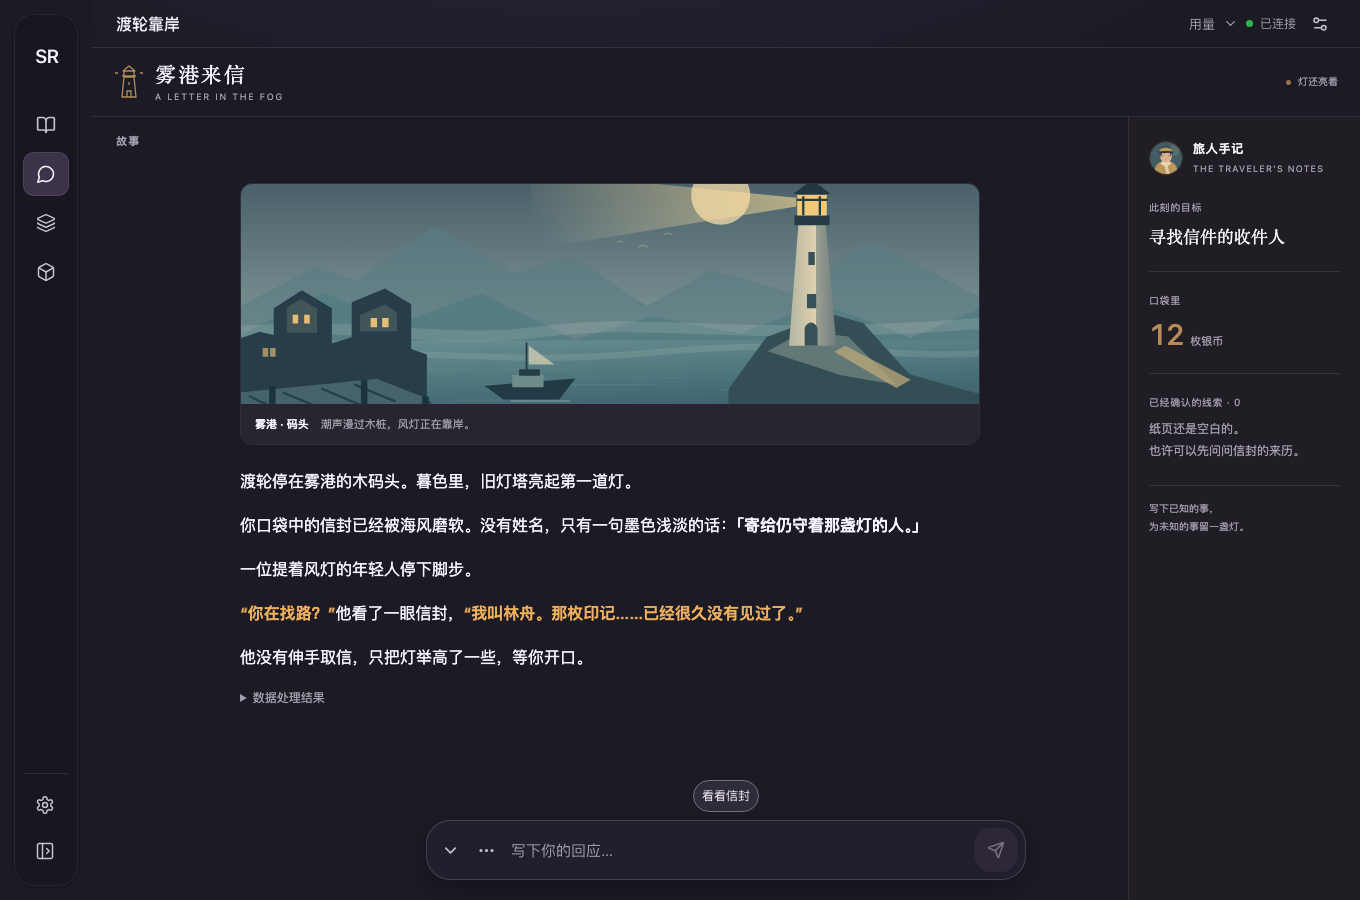 SR
渡轮靠岸
用量
已连接
雾港来信
A LETTER IN THE FOG
灯还亮着
故事
雾港 · 码头 潮声漫过木桩，风灯正在靠岸。
渡轮停在雾港的木码头。暮色里，旧灯塔亮起第一道灯。
你口袋中的信封已经被海风磨软。没有姓名，只有一句墨色浅淡的话：「寄给仍守着那盏灯的人。」
一位提着风灯的年轻人停下脚步。
“你在找路？”他看了一眼信封，“我叫林舟。那枚印记……已经很久没有见过了。”
他没有伸手取信，只把灯举高了一些，等你开口。
数据处理结果
看看信封
写下你的回应...
旅人手记
THE TRAVELER'S NOTES
此刻的目标
寻找信件的收件人
口袋里
12 枚银币
已经确认的线索 · 0
纸页还是空白的。
也许可以先问问信封的来历。
写下已知的事，
为未知的事留一盏灯。